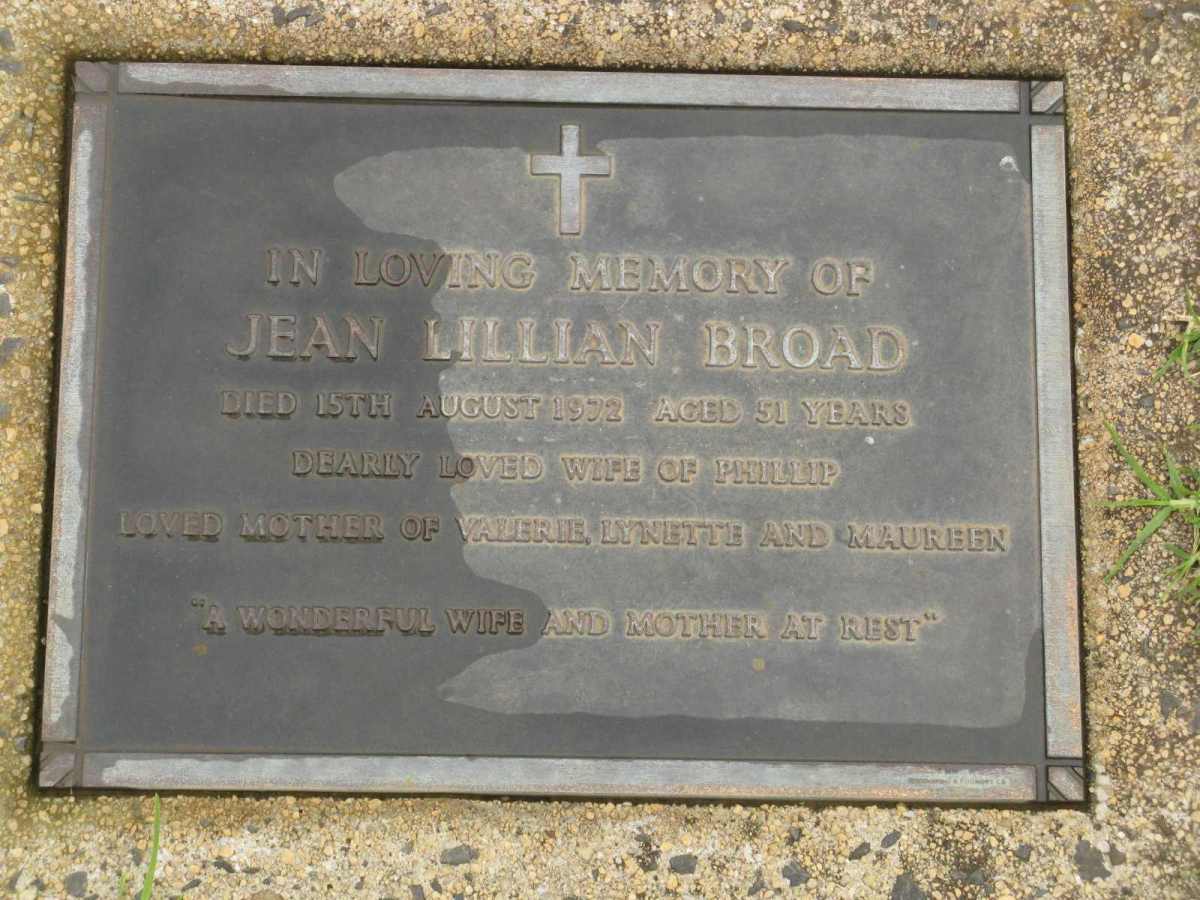 IN LOVING MEMORY OF
JEAN LILLIAN BROAD
DIED 15TH AUGUST 1972 AGED 51 YEARS
DEARLY LOVED WIFE OF PHILLIP
LOVED MOTHER OF VALERIE, LYNETTE AND MAUREEN
"A WONDERFUL WIFE AND MOTHER AT REST"